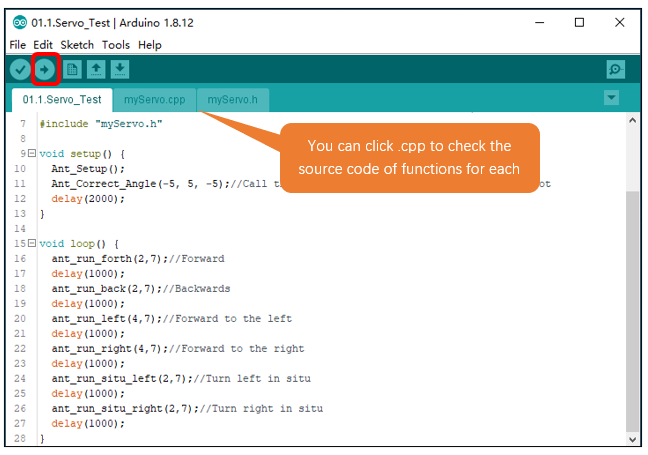 01.1.Servo_Test | Arduino 1.8.12
File Edit Sketch Tools Help
01.1.Servo_Test myServo.cpp myServo.h
7 #include "myServo.h"
8
9 void setup() {
10 Ant_Setup();
11 Ant_Correct_Angle(-5, 5, -5);//Call t ot
12 delay(2000);
13 }
14
15 void loop() {
16 ant_run_forth(2,7);//Forward
17 delay(1000);
18 ant_run_back(2,7);//Backwards
19 delay(1000);
20 ant_run_left(4,7);//Forward to the left
21 delay(1000);
22 ant_run_right(4,7);//Forward to the right
23 delay(1000);
24 ant_run_situ_left(2,7);//Turn left in situ
25 delay(1000);
26 ant_run_situ_right(2,7);//Turn right in situ
27 delay(1000);
28 }
You can click .cpp to check the
source code of functions for each